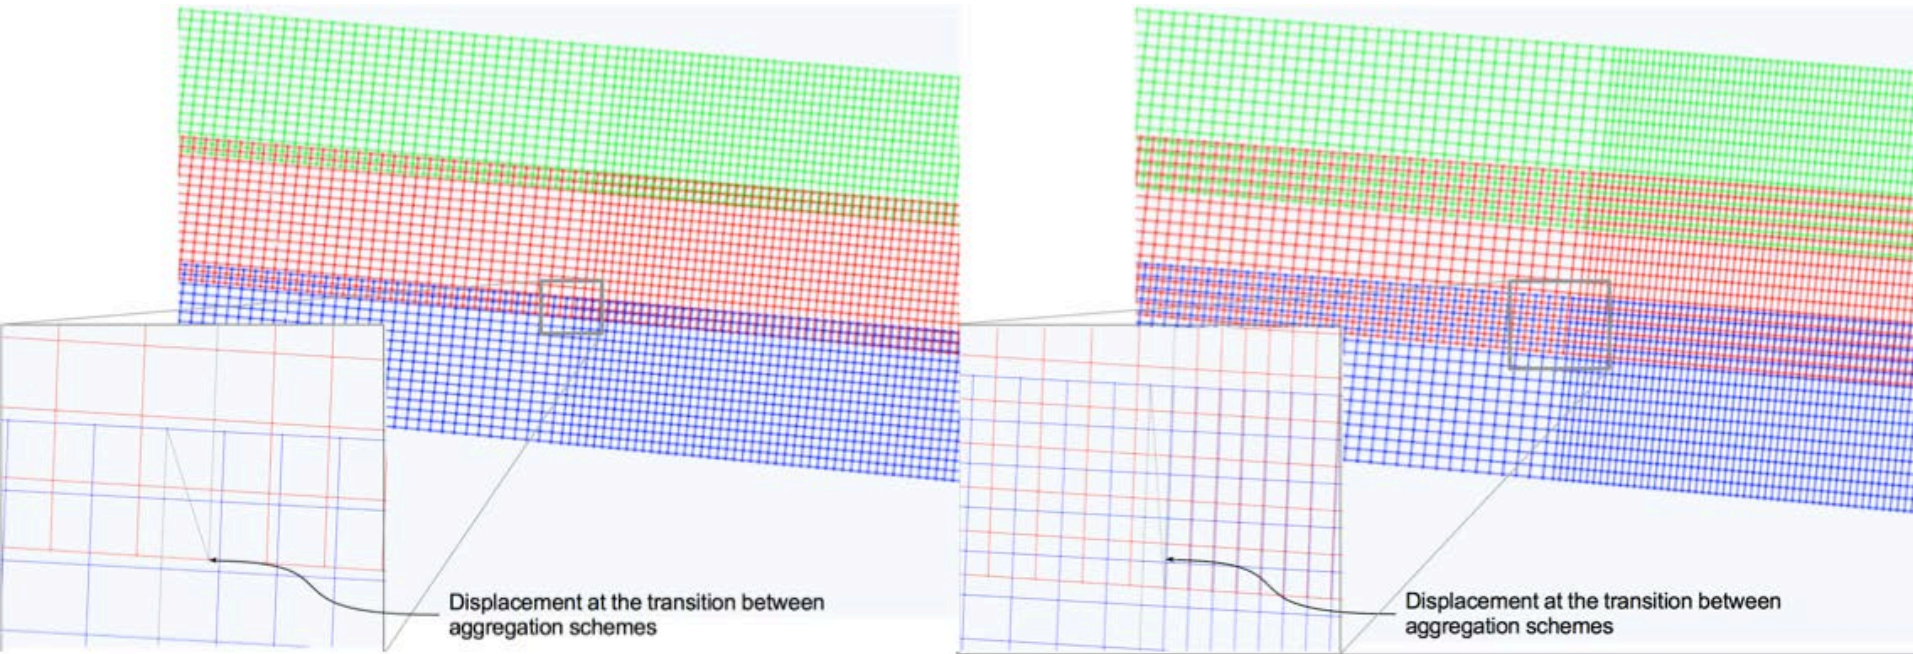 Displacement at the transition between
aggregation schemes
Displacement at the transition between
aggregation schemes